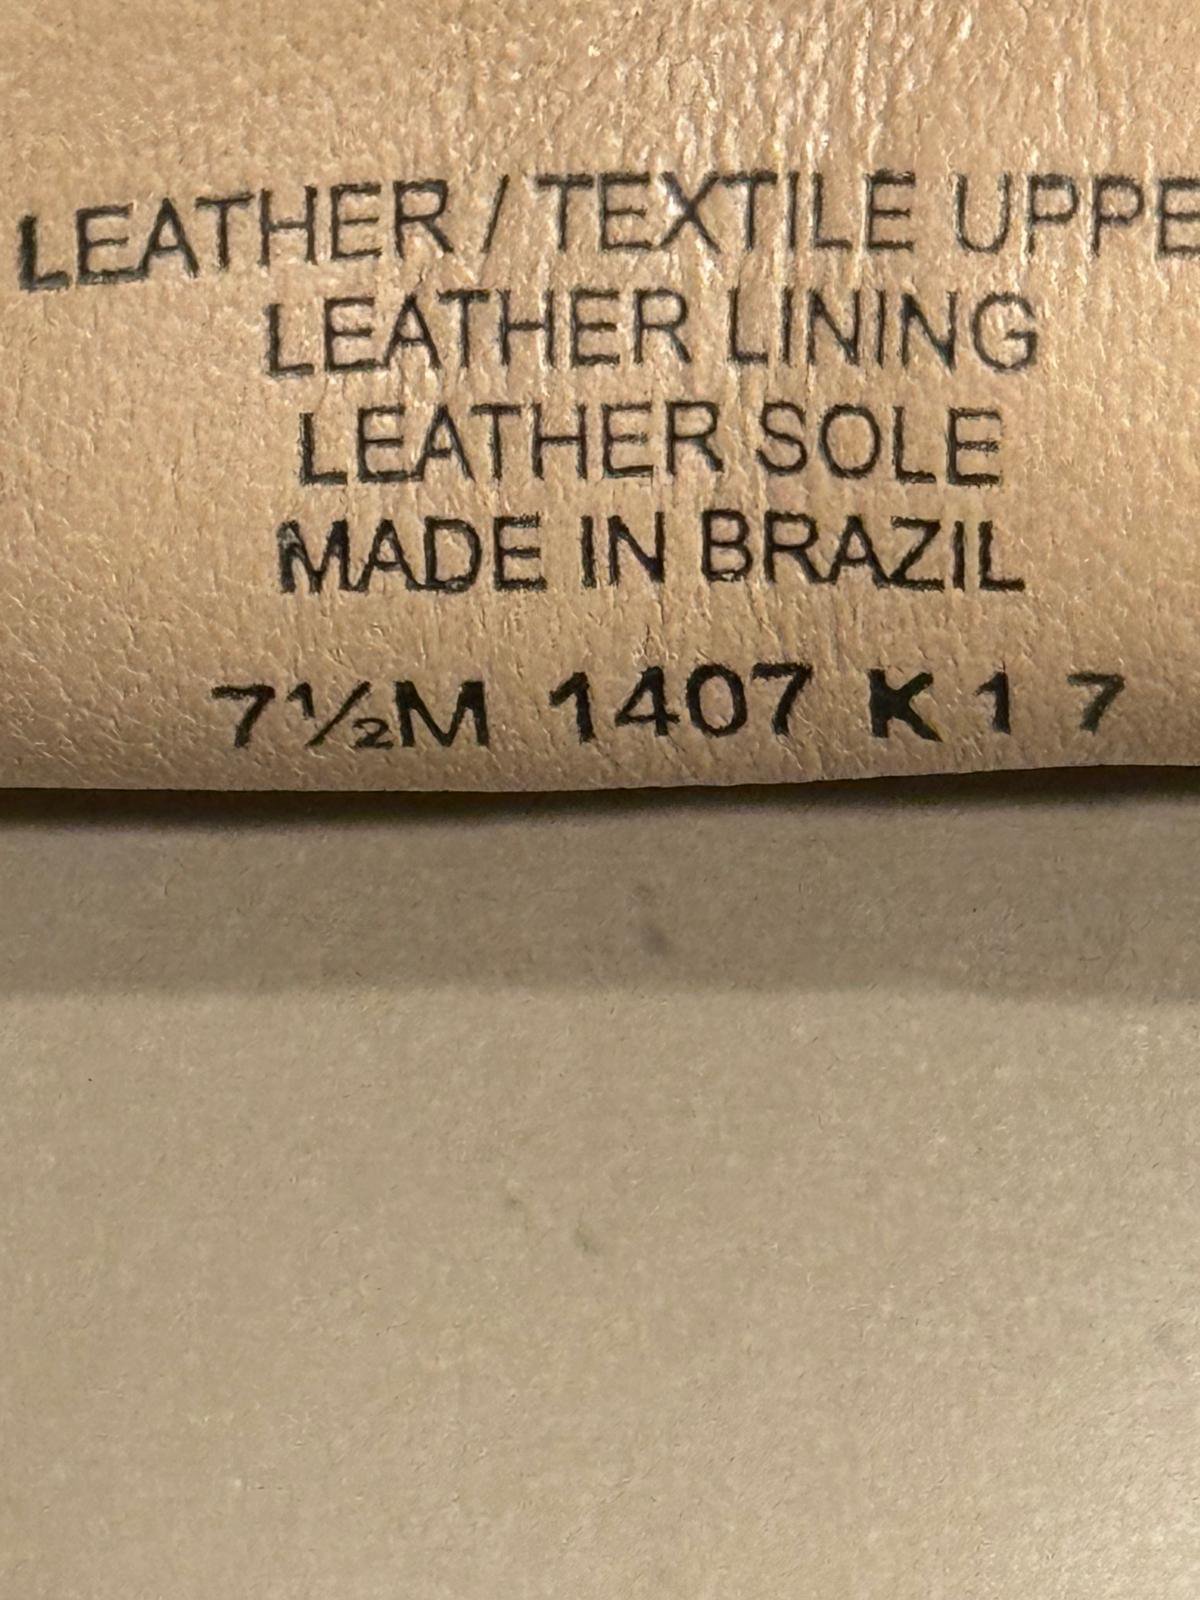 LEATHER / TEXTILE UPPE
LEATHER LINING
LEATHER SOLE
MADE IN BRAZIL
7½M 1407 K 1 7